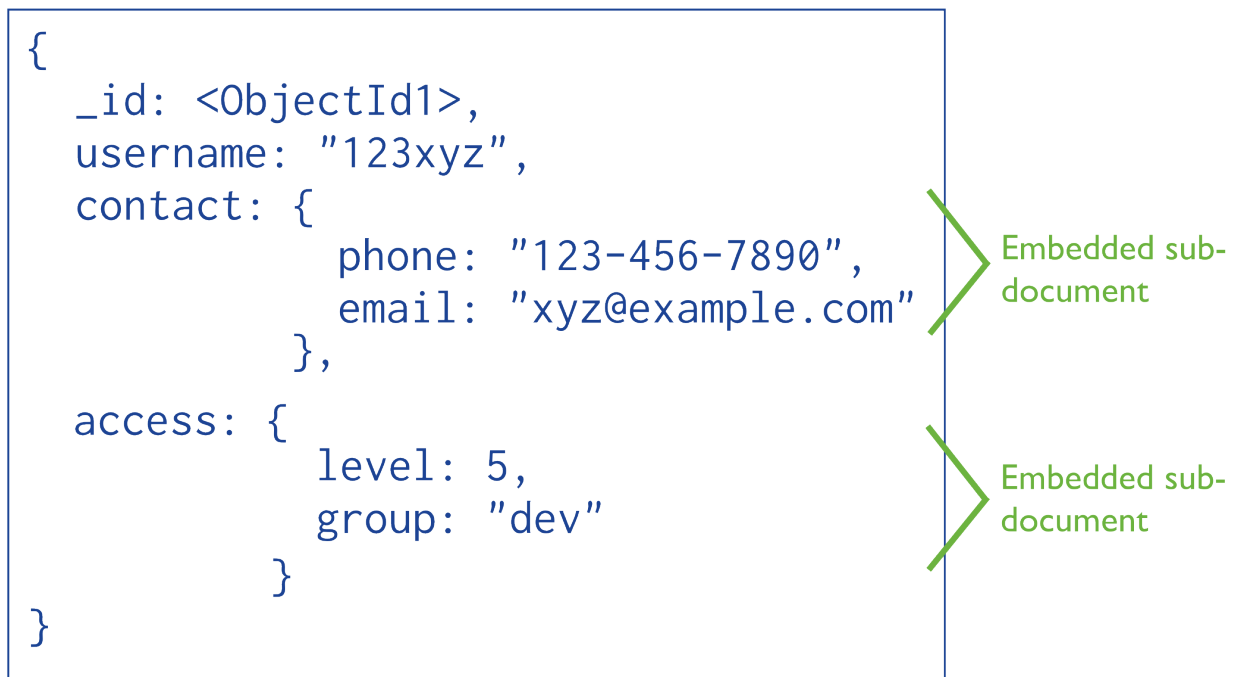 {
_id: <ObjectId1>,
username: "123xyz",
contact: {
phone: "123-456-7890",
email: "xyz@example.com"
},
Embedded sub-
document
access: {
level: 5,
group: "dev"
}
Embedded sub-
document
}